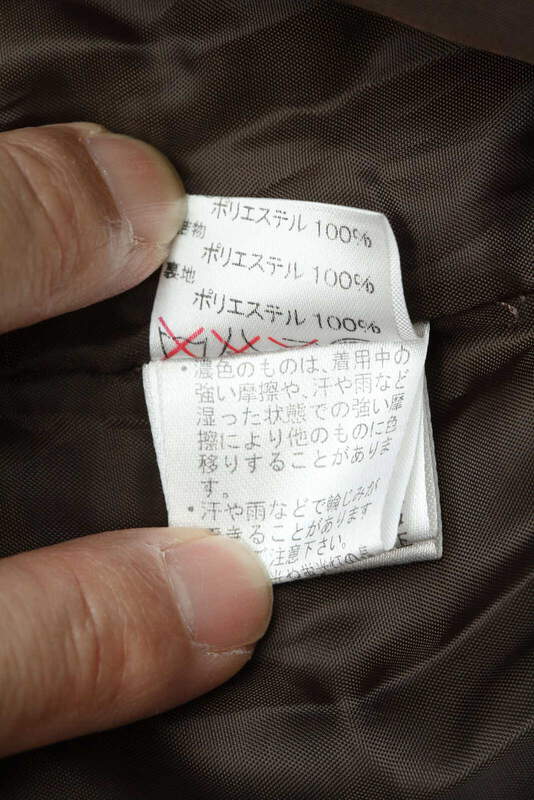 ポリエステル 100%
ポリエステル 100%
裏地
ポリエステル 100%
・濃色のものは、着用中の
強い摩擦や、汗や雨など
湿った状態での強い摩
擦により他のものに色
移りすることがありま
す。
・汗や雨などで輪じみが
きることがあります
ご注意下さい。